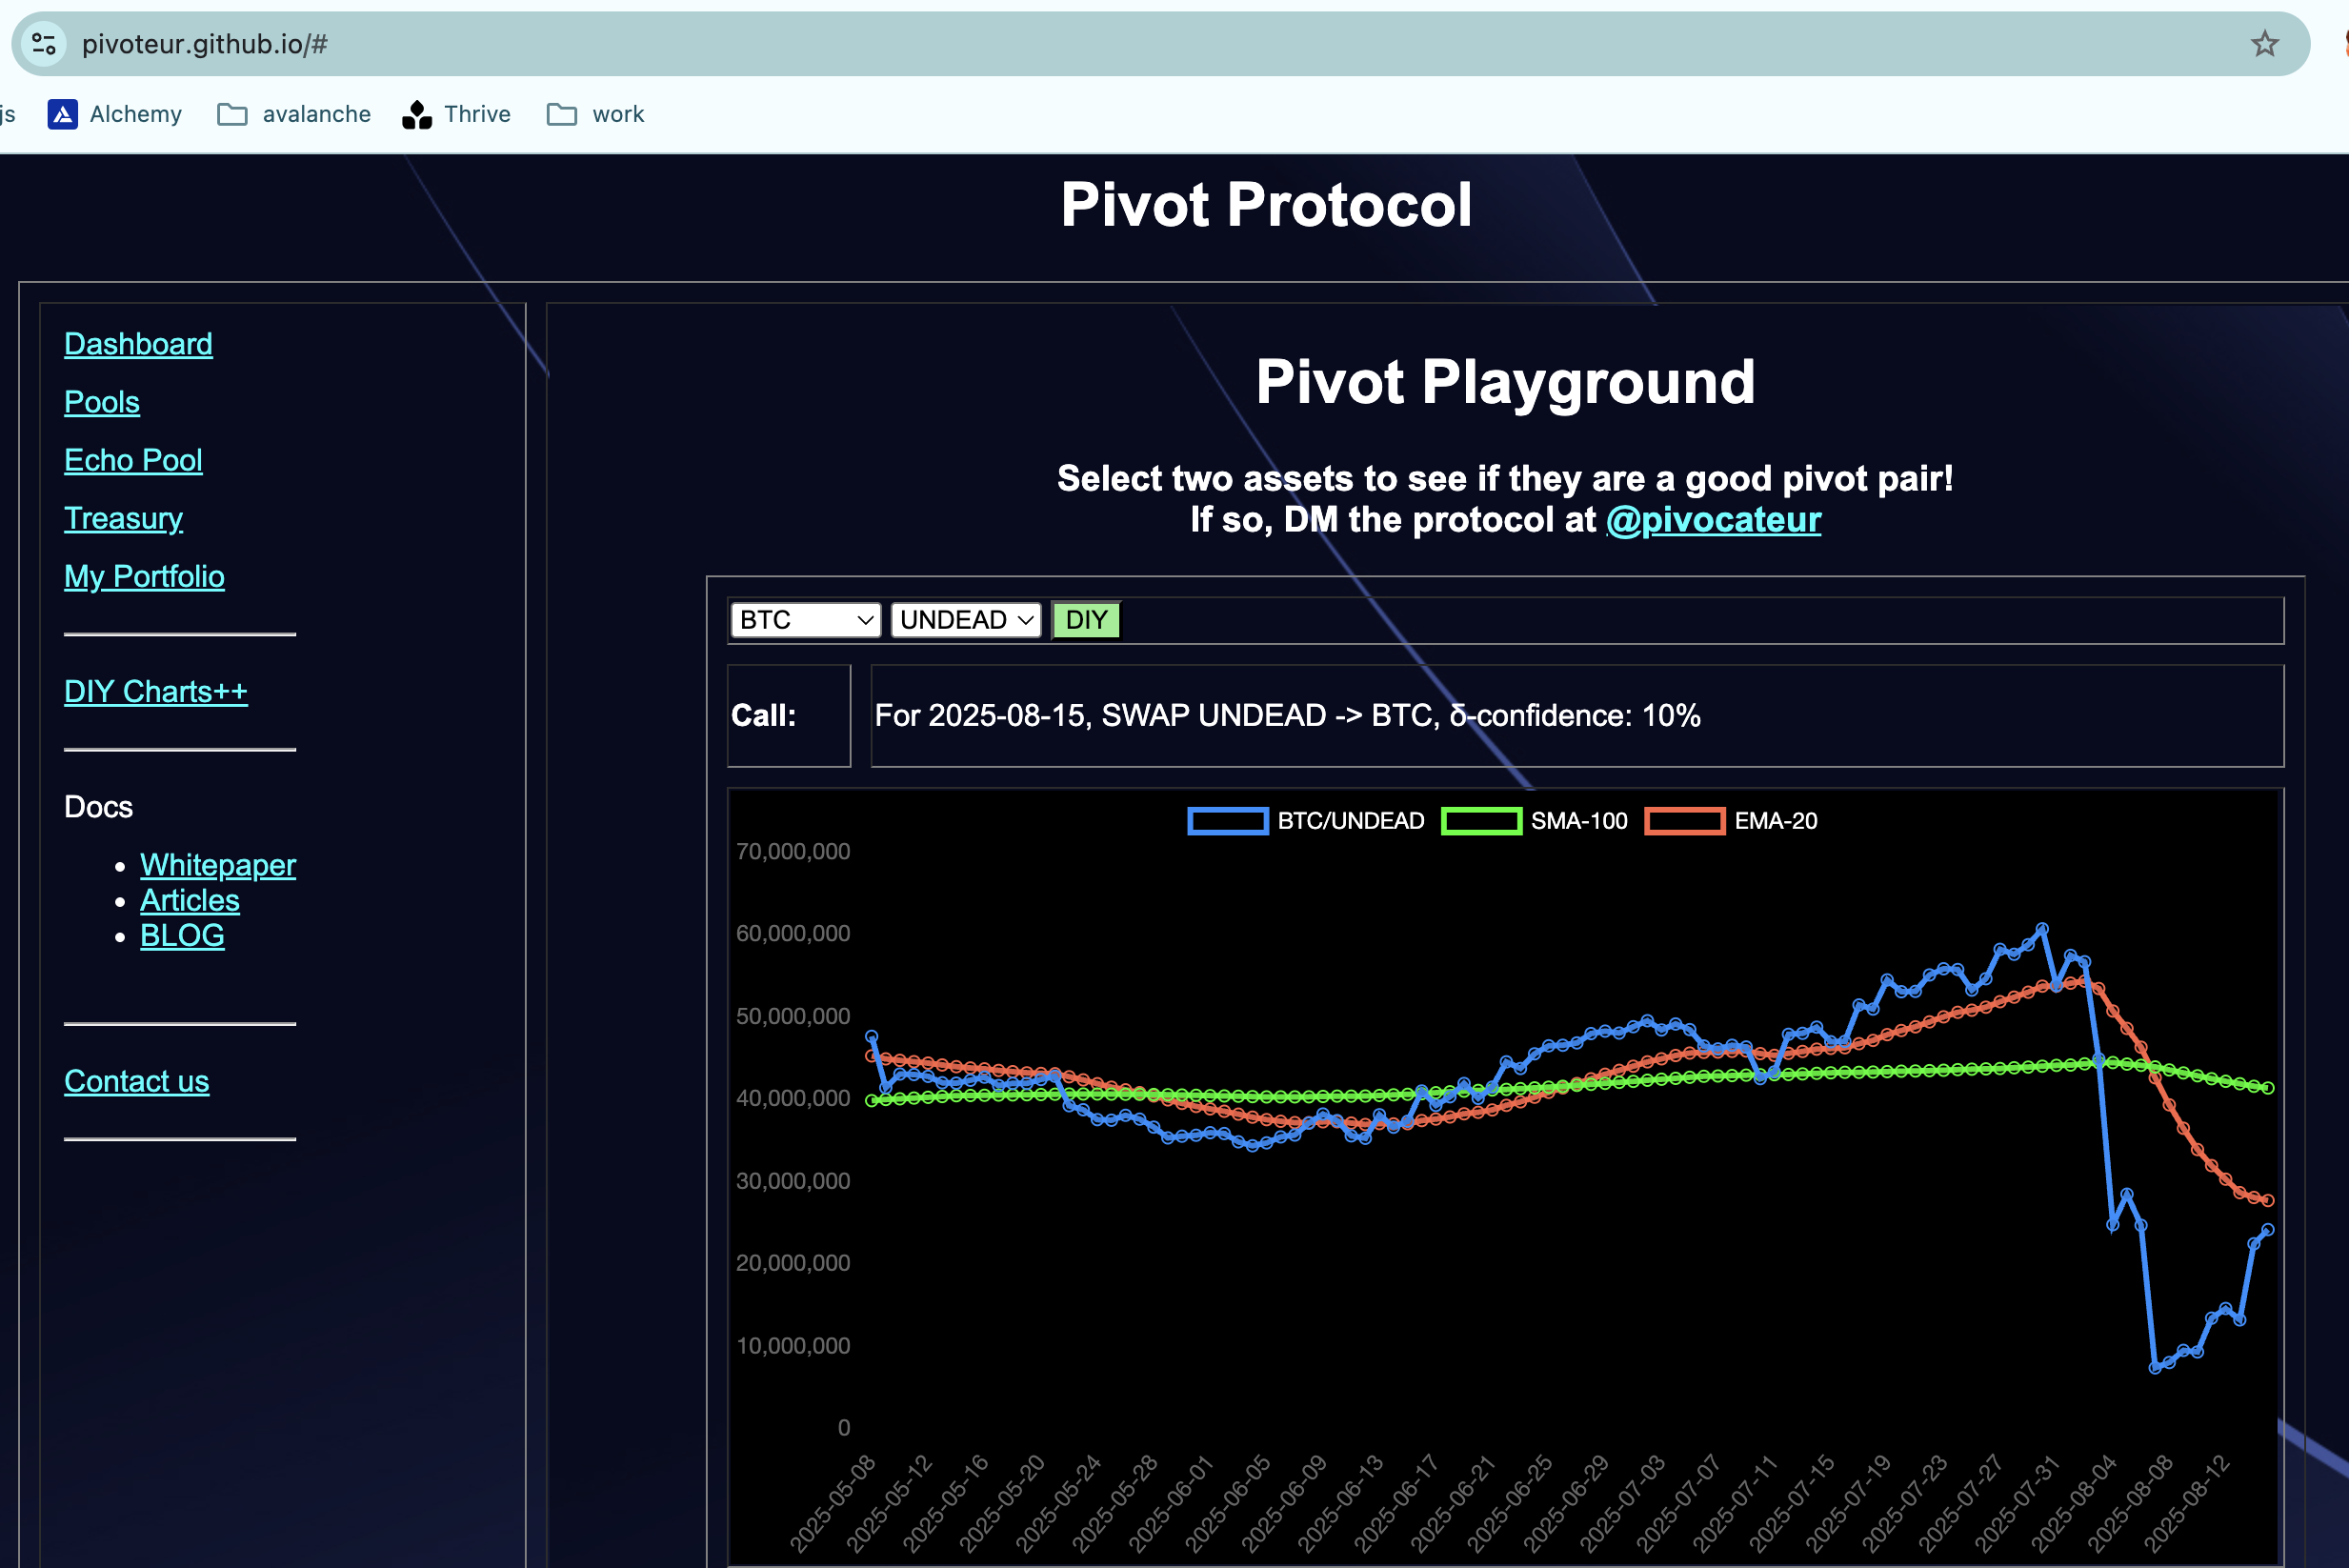 pivoteur.github.io/#
js Alchemy avalanche Thrive work
Pivot Protocol
Dashboard
Pools
Echo Pool
Treasury
My Portfolio
DIY Charts++
Docs
Whitepaper
Articles
BLOG
Contact us
Pivot Playground
Select two assets to see if they are a good pivot pair!
If so, DM the protocol at @pivocateur
BTC UNDEAD DIY
Call: For 2025-08-15, SWAP UNDEAD -> BTC, δ-confidence: 10%
BTC/UNDEAD SMA-100 EMA-20
70,000,000
60,000,000
50,000,000
40,000,000
30,000,000
20,000,000
10,000,000
0
2025-05-08 2025-05-12 2025-05-16 2025-05-20 2025-05-24 2025-05-28 2025-06-01 2025-06-05 2025-06-09 2025-06-13 2025-06-17 2025-06-21 2025-06-25 2025-06-29 2025-07-03 2025-07-07 2025-07-11 2025-07-15 2025-07-19 2025-07-23 2025-07-27 2025-07-31 2025-08-04 2025-08-08 2025-08-12